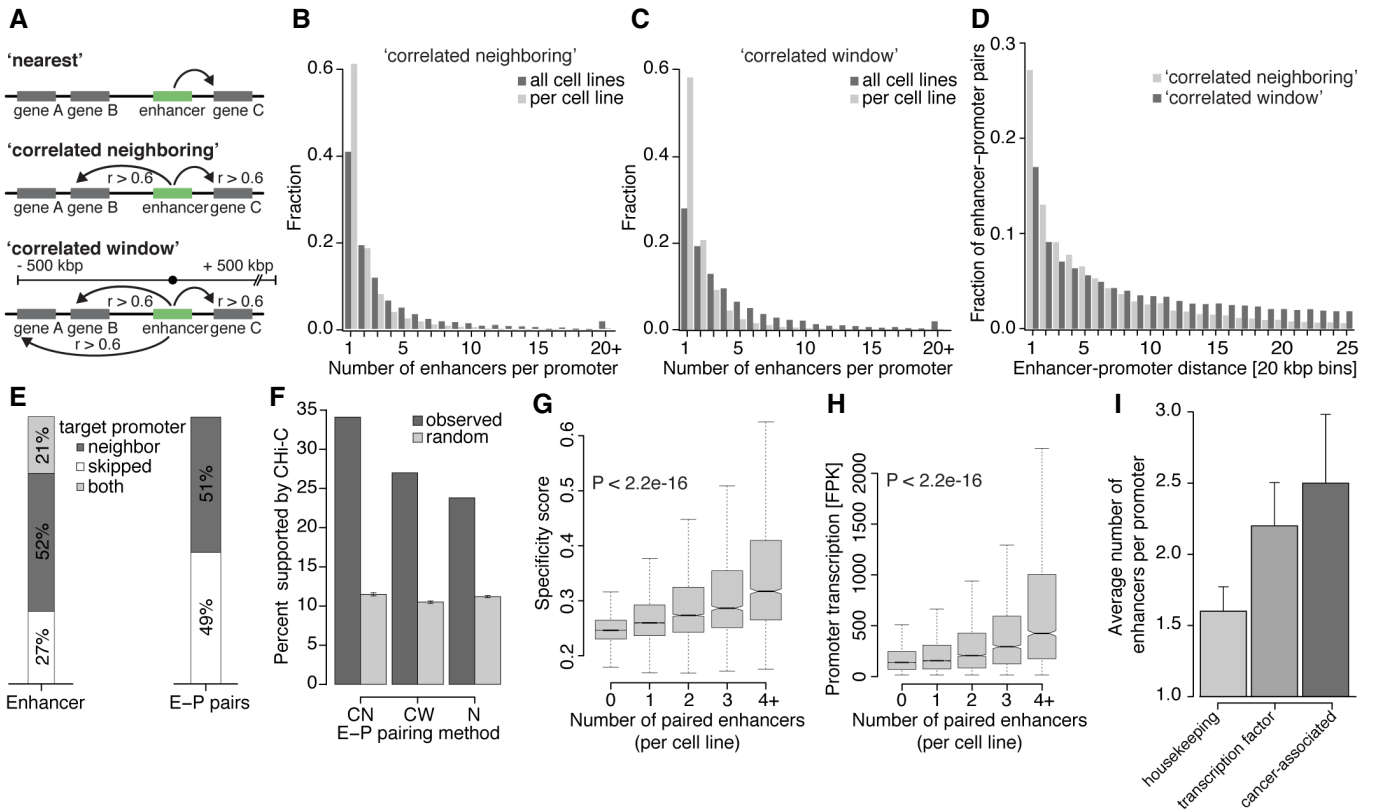 A
'nearest'
gene A gene B enhancer gene C
'correlated neighboring'
r > 0.6 r > 0.6
gene A gene B enhancer gene C
'correlated window'
- 500 kbp + 500 kbp
r > 0.6 r > 0.6
gene A gene B enhancer gene C
r > 0.6
B
'correlated neighboring'
all cell lines
per cell line
Fraction
0.6
0.4
0.2
0.0
1 5 10 15 20+
Number of enhancers per promoter
C
'correlated window'
all cell lines
per cell line
Fraction
0.6
0.4
0.2
0.0
1 5 10 15 20+
Number of enhancers per promoter
D
'correlated neighboring'
'correlated window'
Fraction of enhancer–promoter pairs
0.3
0.2
0.1
0.0
1 5 10 15 20 25
Enhancer-promoter distance [20 kbp bins]
E
target promoter
neighbor
skipped
both
21%
52%
27%
51%
49%
Enhancer E–P pairs
F
observed
random
Percent supported by CHi-C
35
30
25
20
15
10
5
0
CN CW N
E–P pairing method
G
P < 2.2e-16
Specificity score
0.6
0.5
0.4
0.3
0.2
0 1 2 3 4+
Number of paired enhancers
(per cell line)
H
P < 2.2e-16
Promoter transcription [FPK]
2000
1500
1000
500
0
0 1 2 3 4+
Number of paired enhancers
(per cell line)
I
Average number of
enhancers per promoter
3.0
2.5
2.0
1.5
1.0
housekeeping
transcription factor
cancer-associated